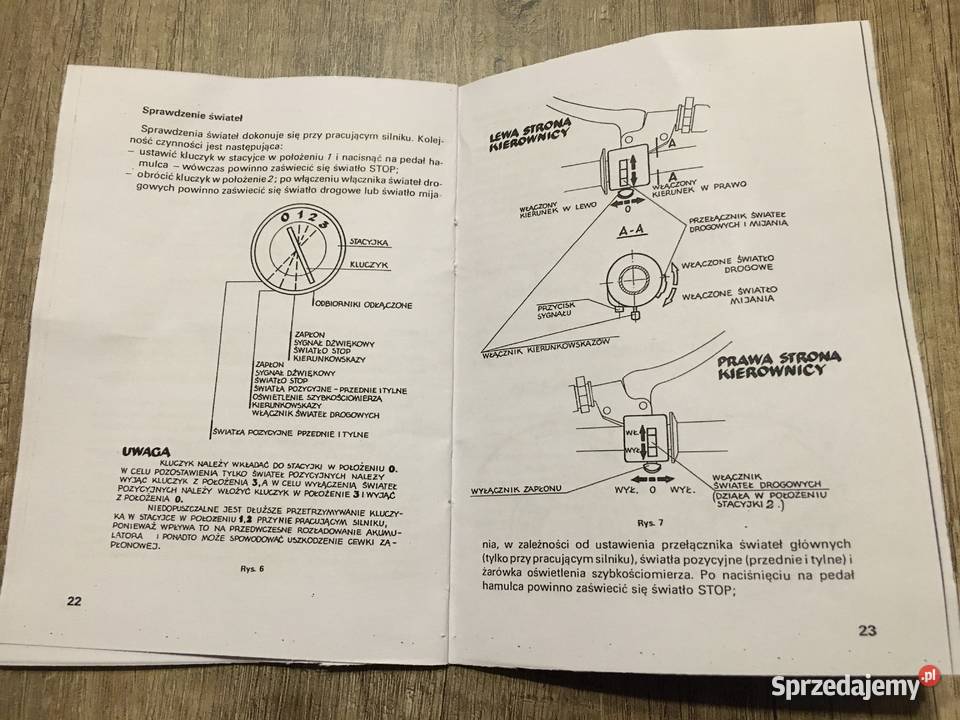 Sprawdzenie świateł
Sprawdzenia świateł dokonuje się przy pracującym silniku. Kolej-
ność czynności jest następująca:
– ustawić kluczyk w stacyjce w położeniu 1 i nacisnąć na pedał ha-
mulca – wówczas powinno zaświecić się światło STOP;
– obrócić kluczyk w położenie 2; po włączeniu włącznika świateł dro-
gowych powinno zaświecić się światło drogowe lub światło mija-
0 1 2 3
STACYJKA
KLUCZYK
ODBIORNIKI ODŁĄCZONE
ZAPŁON
SYGNAŁ DŹWIĘKOWY
ŚWIATŁO STOP
KIERUNKOWSKAZY
ZAPŁON
SYGNAŁ DŹWIĘKOWY
ŚWIATŁO STOP
ŚWIATŁA POZYCYJNE – PRZEDNIE I TYLNE
OŚWIETLENIE SZYBKOŚCIOMIERZA
KIERUNKOWSKAZY
WŁĄCZNIK ŚWIATEŁ DROGOWYCH
ŚWIATŁA POZYCYJNE PRZEDNIE I TYLNE
UWAGA
KLUCZYK NALEŻY WKŁADAĆ DO STACYJKI W POŁOŻENIU 0.
W CELU POZOSTAWIENIA TYLKO ŚWIATEŁ POZYCYJNYCH NALEŻY
WYJĄC KLUCZYK Z POŁOŻENIA 3, A W CELU WYŁĄCZENIA ŚWIATEŁ
POZYCYJNYCH NALEŻY WŁOŻYĆ KLUCZYK W POŁOŻENIE 3 I WYJĄĆ
Z POŁOŻENIA 0.
NIEDOPUSZCZALNE JEST DŁUŻSZE PRZETRZYMYWANIE KLUCZY-
KA W STACYJCE W POŁOŻENIU 1,2 PRZY NIE PRACUJĄCYM SILNIKU,
PONIEWAŻ WPŁYWA TO NA PRZEDWCZESNE ROZŁADOWANIE AKUMU-
LATORA I PONADTO MOŻE SPOWODOWAĆ USZKODZENIE CEWKI ZA-
PŁONOWEJ.
Rys. 6
22
LEWA STRONA
KIEROWNICY
A
A
WŁĄCZONY
KIERUNEK W LEWO
0
WŁĄCZONY
KIERUNEK W PRAWO
PRZEŁĄCZNIK ŚWIATEŁ
DROGOWYCH I MIJANIA
A-A
WŁĄCZONE ŚWIATŁO
DROGOWE
WŁĄCZONE ŚWIATŁO
MIJANIA
PRZYCISK
SYGNAŁU
WŁĄCZNIK KIERUNKOWSKAZÓW
PRAWA STRONA
KIEROWNICY
WŁ.
WYŁ.
WYŁĄCZNIK ZAPŁONU
WYŁ. 0 WYŁ.
WŁĄCZNIK
ŚWIATEŁ DROGOWYCH
(DZIAŁA W POŁOŻENIU
STACYJKI 2.)
Rys. 7
nia, w zależności od ustawienia przełącznika świateł głównych
(tylko przy pracującym silniku), światła pozycyjne (przednie i tylne) i
żarówka oświetlenia szybkościomierza. Po naciśnięciu na pedał
hamulca powinno zaświecić się światło STOP;
23
Sprzedajemy.pl